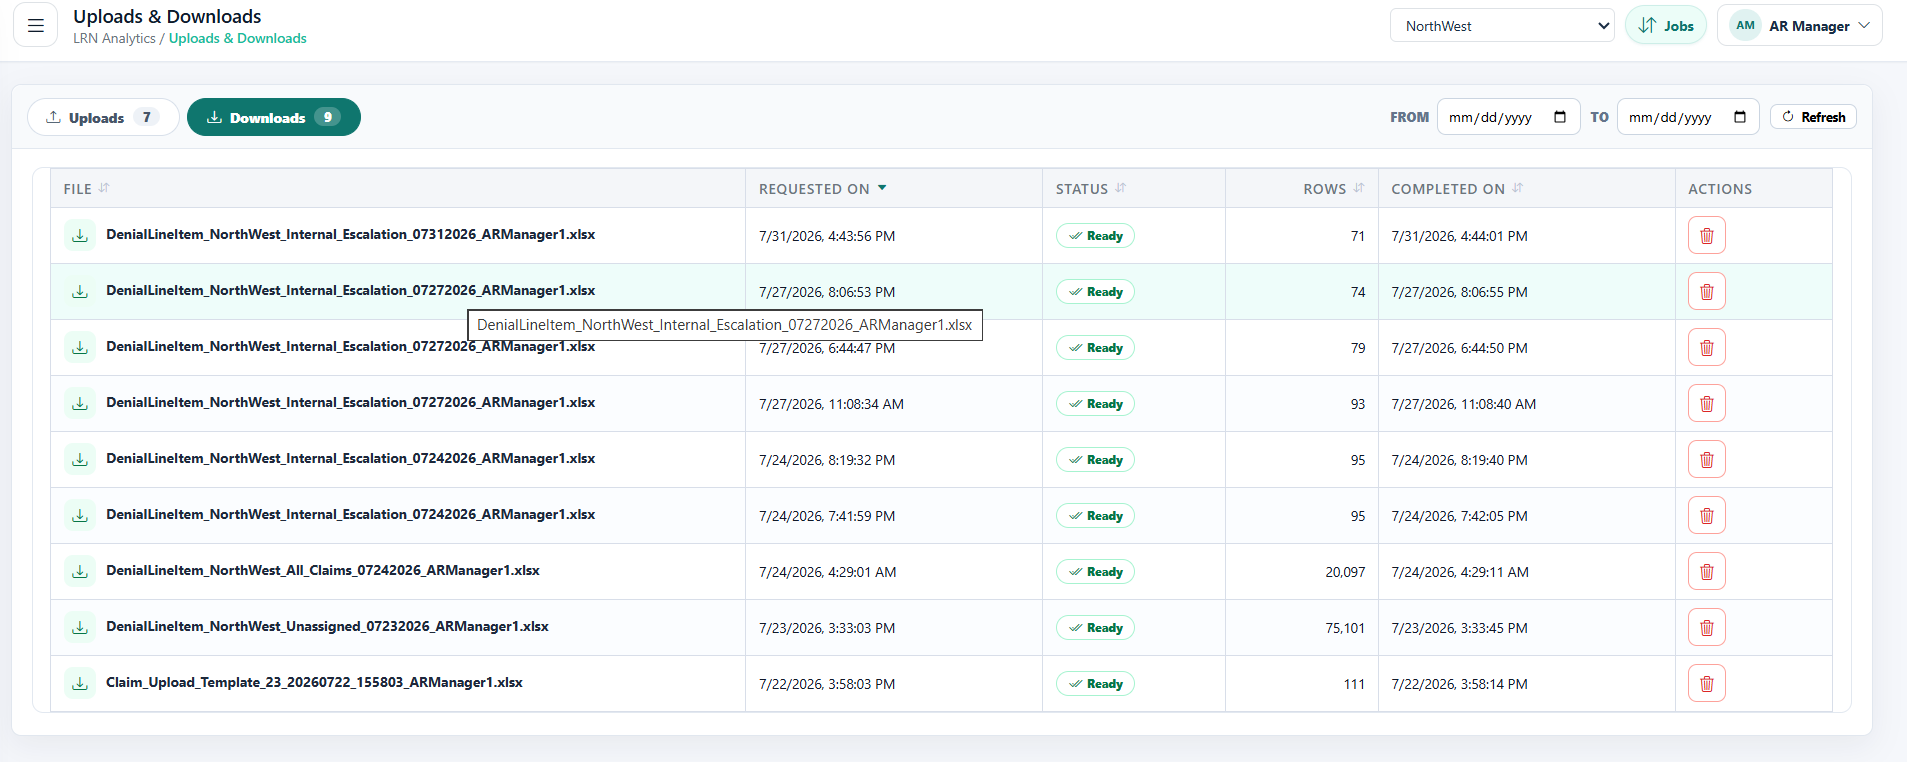 Uploads & Downloads
LRN Analytics / Uploads & Downloads
NorthWest
Jobs
AM AR Manager
Uploads 7
Downloads 9
FROM mm/dd/yyyy TO mm/dd/yyyy Refresh
FILE REQUESTED ON STATUS ROWS COMPLETED ON ACTIONS
DenialLineItem_NorthWest_Internal_Escalation_07312026_ARManager1.xlsx 7/31/2026, 4:43:56 PM Ready 71 7/31/2026, 4:44:01 PM
DenialLineItem_NorthWest_Internal_Escalation_07272026_ARManager1.xlsx 7/27/2026, 8:06:53 PM Ready 74 7/27/2026, 8:06:55 PM
DenialLineItem_NorthWest_Internal_Escalation_07272026_ARManager1.xlsx
DenialLineItem_NorthWest_Internal_Escalation_07272026_ARManager1.xlsx 7/27/2026, 6:44:47 PM Ready 79 7/27/2026, 6:44:50 PM
DenialLineItem_NorthWest_Internal_Escalation_07272026_ARManager1.xlsx 7/27/2026, 11:08:34 AM Ready 93 7/27/2026, 11:08:40 AM
DenialLineItem_NorthWest_Internal_Escalation_07242026_ARManager1.xlsx 7/24/2026, 8:19:32 PM Ready 95 7/24/2026, 8:19:40 PM
DenialLineItem_NorthWest_Internal_Escalation_07242026_ARManager1.xlsx 7/24/2026, 7:41:59 PM Ready 95 7/24/2026, 7:42:05 PM
DenialLineItem_NorthWest_All_Claims_07242026_ARManager1.xlsx 7/24/2026, 4:29:01 AM Ready 20,097 7/24/2026, 4:29:11 AM
DenialLineItem_NorthWest_Unassigned_07232026_ARManager1.xlsx 7/23/2026, 3:33:03 PM Ready 75,101 7/23/2026, 3:33:45 PM
Claim_Upload_Template_23_20260722_155803_ARManager1.xlsx 7/22/2026, 3:58:03 PM Ready 111 7/22/2026, 3:58:14 PM